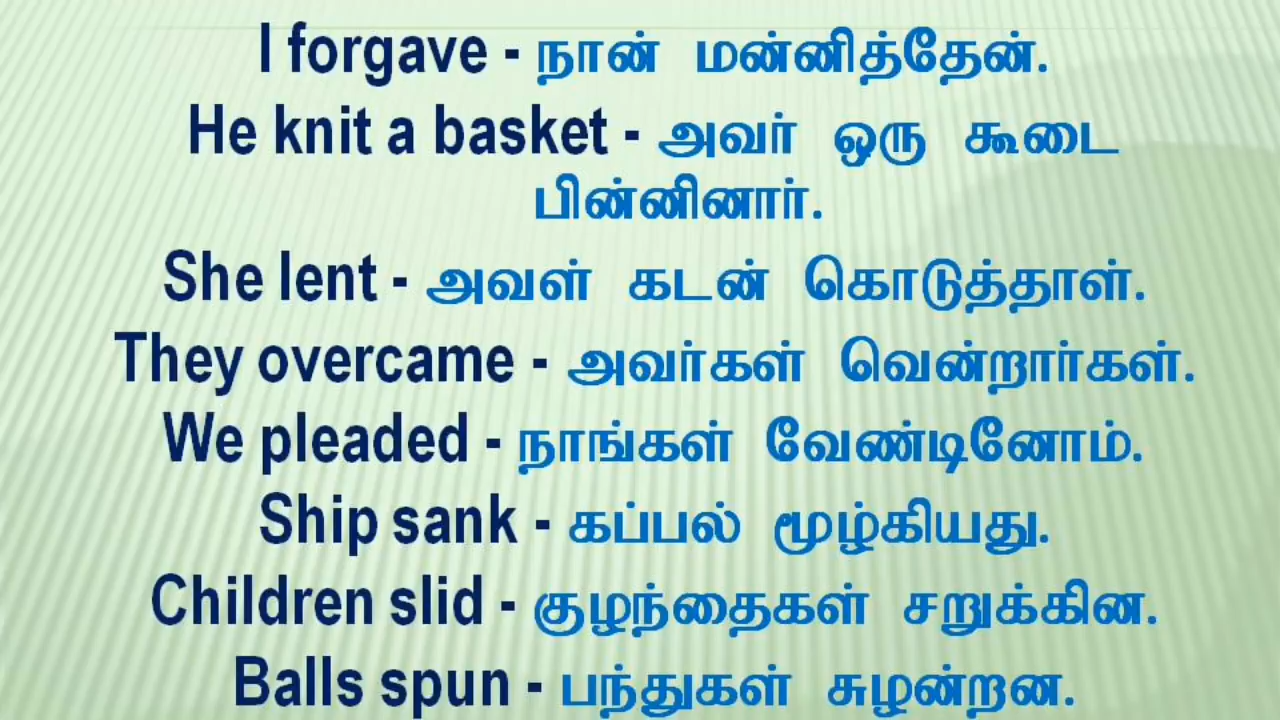 I forgave - நான் மன்னித்தேன்.
He knit a basket - அவர் ஒரு கூடை
பின்னினார்.
She lent - அவள் கடன் கொடுத்தாள்.
They overcame - அவர்கள் வென்றார்கள்.
We pleaded - நாங்கள் வேண்டினோம்.
Ship sank - கப்பல் மூழ்கியது.
Children slid - குழந்தைகள் சறுக்கின.
Balls spun - பந்துகள் சுழன்றன.